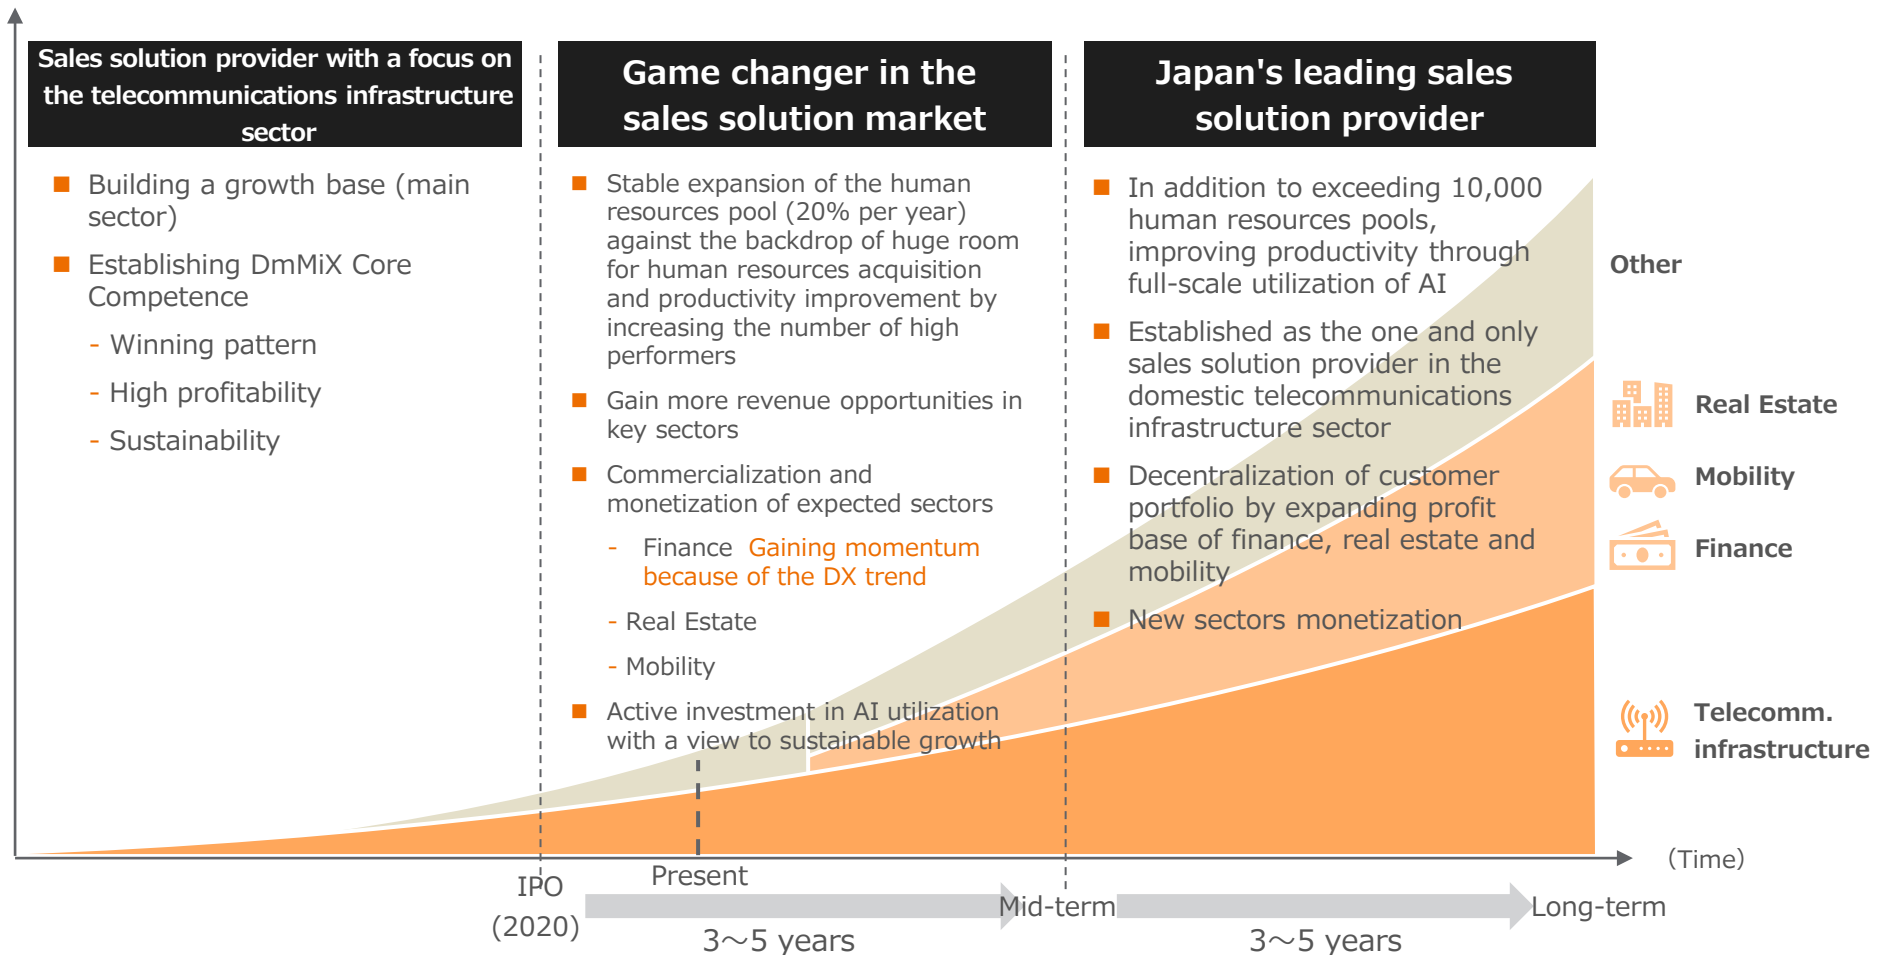 Sales solution provider with a focus on
the telecommunications infrastructure
sector
Building a growth base (main
sector)
Establishing DmMiX Core
Competence
- Winning pattern
- High profitability
- Sustainability
Game changer in the
sales solution market
Stable expansion of the human
resources pool (20% per year)
against the backdrop of huge room
for human resources acquisition
and productivity improvement by
increasing the number of high
performers
Gain more revenue opportunities in
key sectors
Commercialization and
monetization of expected sectors
- Finance Gaining momentum
because of the DX trend
- Real Estate
- Mobility
Active investment in AI utilization
with a view to sustainable growth
Japan's leading sales
solution provider
In addition to exceeding 10,000
human resources pools,
improving productivity through
full-scale utilization of AI
Established as the one and only
sales solution provider in the
domestic telecommunications
infrastructure sector
Decentralization of customer
portfolio by expanding profit
base of finance, real estate and
mobility
New sectors monetization
Other
Real Estate
Mobility
Finance
Telecomm.
infrastructure
(Time)
IPO
(2020)
Present
3～5 years
Mid-term
3～5 years
Long-term